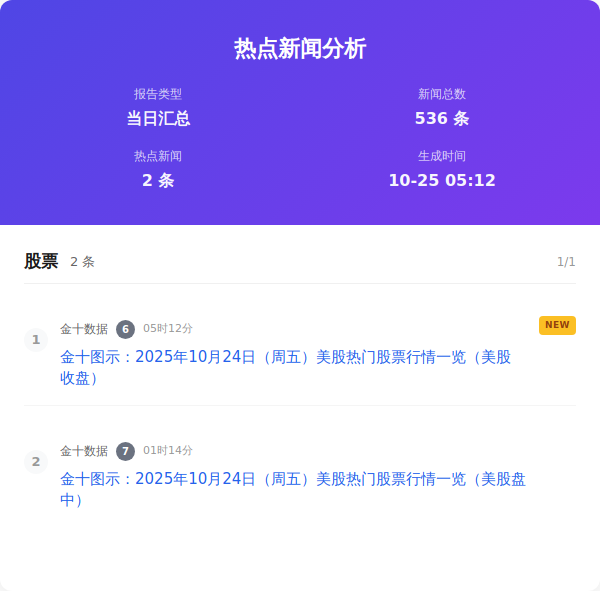 热点新闻分析
报告类型
新闻总数
当日汇总
536 条
热点新闻
生成时间
2 条
10-25 05:12
股票 2 条 1/1
1 金十数据 6 05时12分 NEW
金十图示：2025年10月24日（周五）美股热门股票行情一览（美股
收盘）
2 金十数据 7 01时14分
金十图示：2025年10月24日（周五）美股热门股票行情一览（美股盘
中）